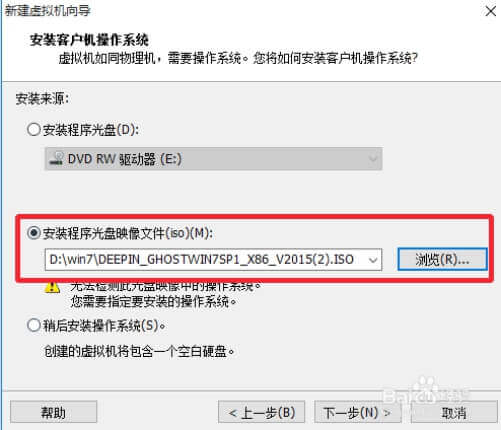 新建虚拟机向导
安装客户机操作系统
虚拟机如同物理机，需要操作系统。您将如何安装客户机操作系统?
安装来源:
安装程序光盘(D):
DVD RW 驱动器 (E:)
安装程序光盘映像文件(iso)(M):
D:\win7\DEEPIN_GHOSTWIN7SP1_X86_V2015(2).ISO
浏览(R)...
无法检测此光盘映像中的操作系统。
您需要指定要安装的操作系统。
稍后安装操作系统(S)。
创建的虚拟机将包含一个空白硬盘。
帮助
< 上一步(B)
下一步(N) >
取消